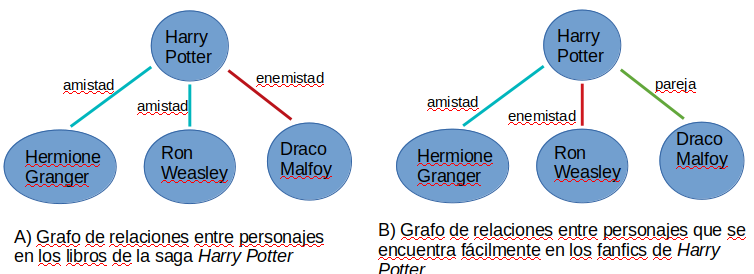 Harry
Potter
amistad
amistad
enemistad
Hermione
Granger
Ron
Weasley
Draco
Malfoy
A) Grafo de relaciones entre personajes
en los libros de la saga Harry Potter
Harry
Potter
amistad
enemistad
pareja
Hermione
Granger
Ron
Weasley
Draco
Malfoy
B) Grafo de relaciones entre personajes que se
encuentra fácilmente en los fanfics de Harry
Potter